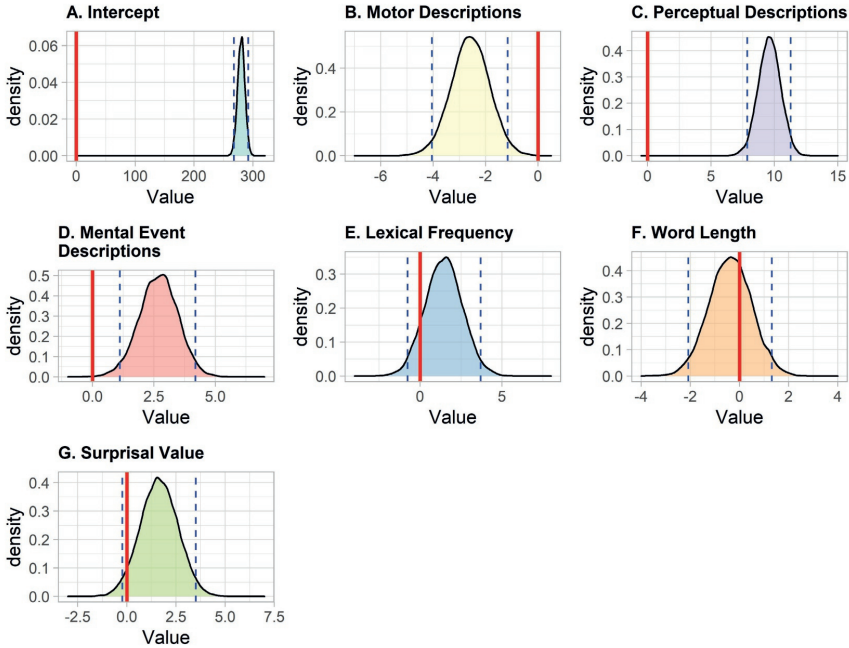 A. Intercept
density
0.06
0.04
0.02
0.00
0 100 200 300
Value
B. Motor Descriptions
density
0.4
0.2
0.0
-6 -4 -2 0
Value
C. Perceptual Descriptions
density
0.4
0.3
0.2
0.1
0.0
0 5 10 15
Value
D. Mental Event
Descriptions
density
0.5
0.4
0.3
0.2
0.1
0.0
0.0 2.5 5.0
Value
E. Lexical Frequency
density
0.3
0.2
0.1
0.0
0 5
Value
F. Word Length
density
0.4
0.3
0.2
0.1
0.0
-4 -2 0 2 4
Value
G. Surprisal Value
density
0.4
0.3
0.2
0.1
0.0
-2.5 0.0 2.5 5.0 7.5
Value